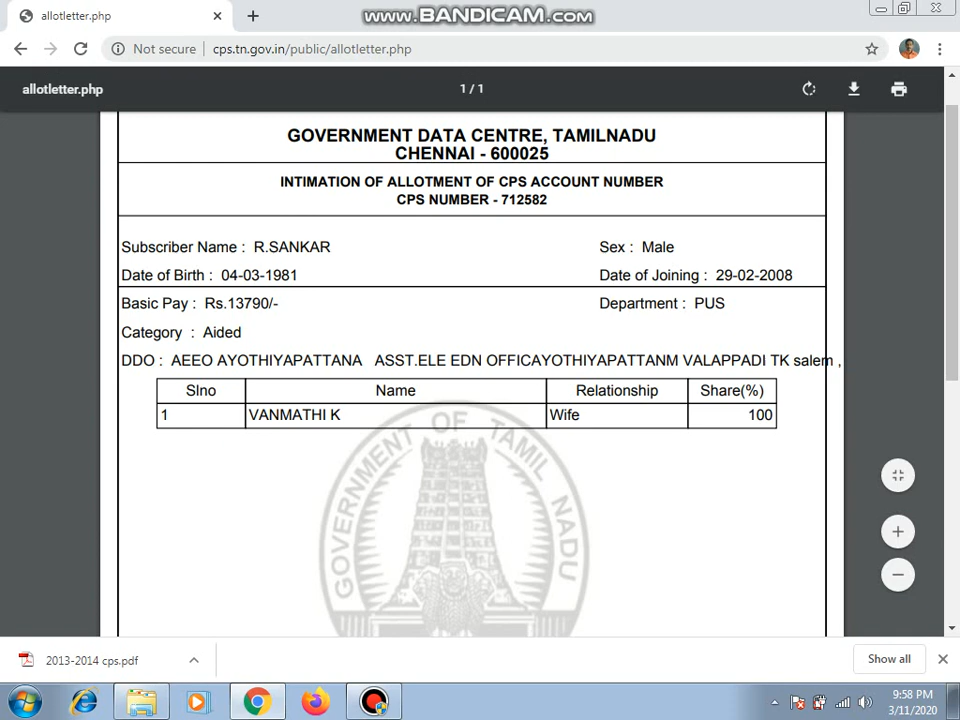 allotletter.php
www.BANDICAM.com
Not secure | cps.tn.gov.in/public/allotletter.php
allotletter.php 1 / 1
GOVERNMENT DATA CENTRE, TAMILNADU
CHENNAI - 600025
INTIMATION OF ALLOTMENT OF CPS ACCOUNT NUMBER
CPS NUMBER - 712582
Subscriber Name : R.SANKAR Sex : Male
Date of Birth : 04-03-1981 Date of Joining : 29-02-2008
Basic Pay : Rs.13790/- Department : PUS
Category : Aided
DDO : AEEO AYOTHIYAPATTANA ASST.ELE EDN OFFICAYOTHIYAPATTANM VALAPPADI TK salem ,
Slno Name Relationship Share(%)
1 VANMATHI K Wife 100
GOVERNMENT OF TAMIL NADU
2013-2014 cps.pdf Show all
9:58 PM
3/11/2020